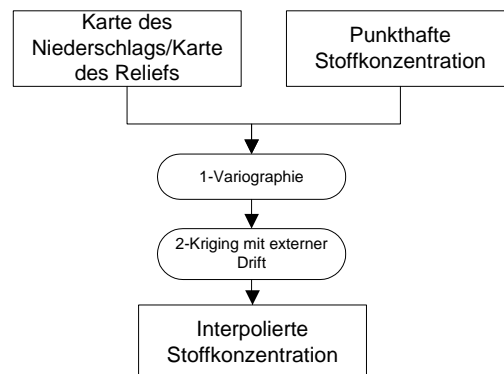 Karte des
Niederschlags/Karte
des Reliefs
Punkthafte
Stoffkonzentration
1-Variographie
2-Kriging mit externer
Drift
Interpolierte
Stoffkonzentration